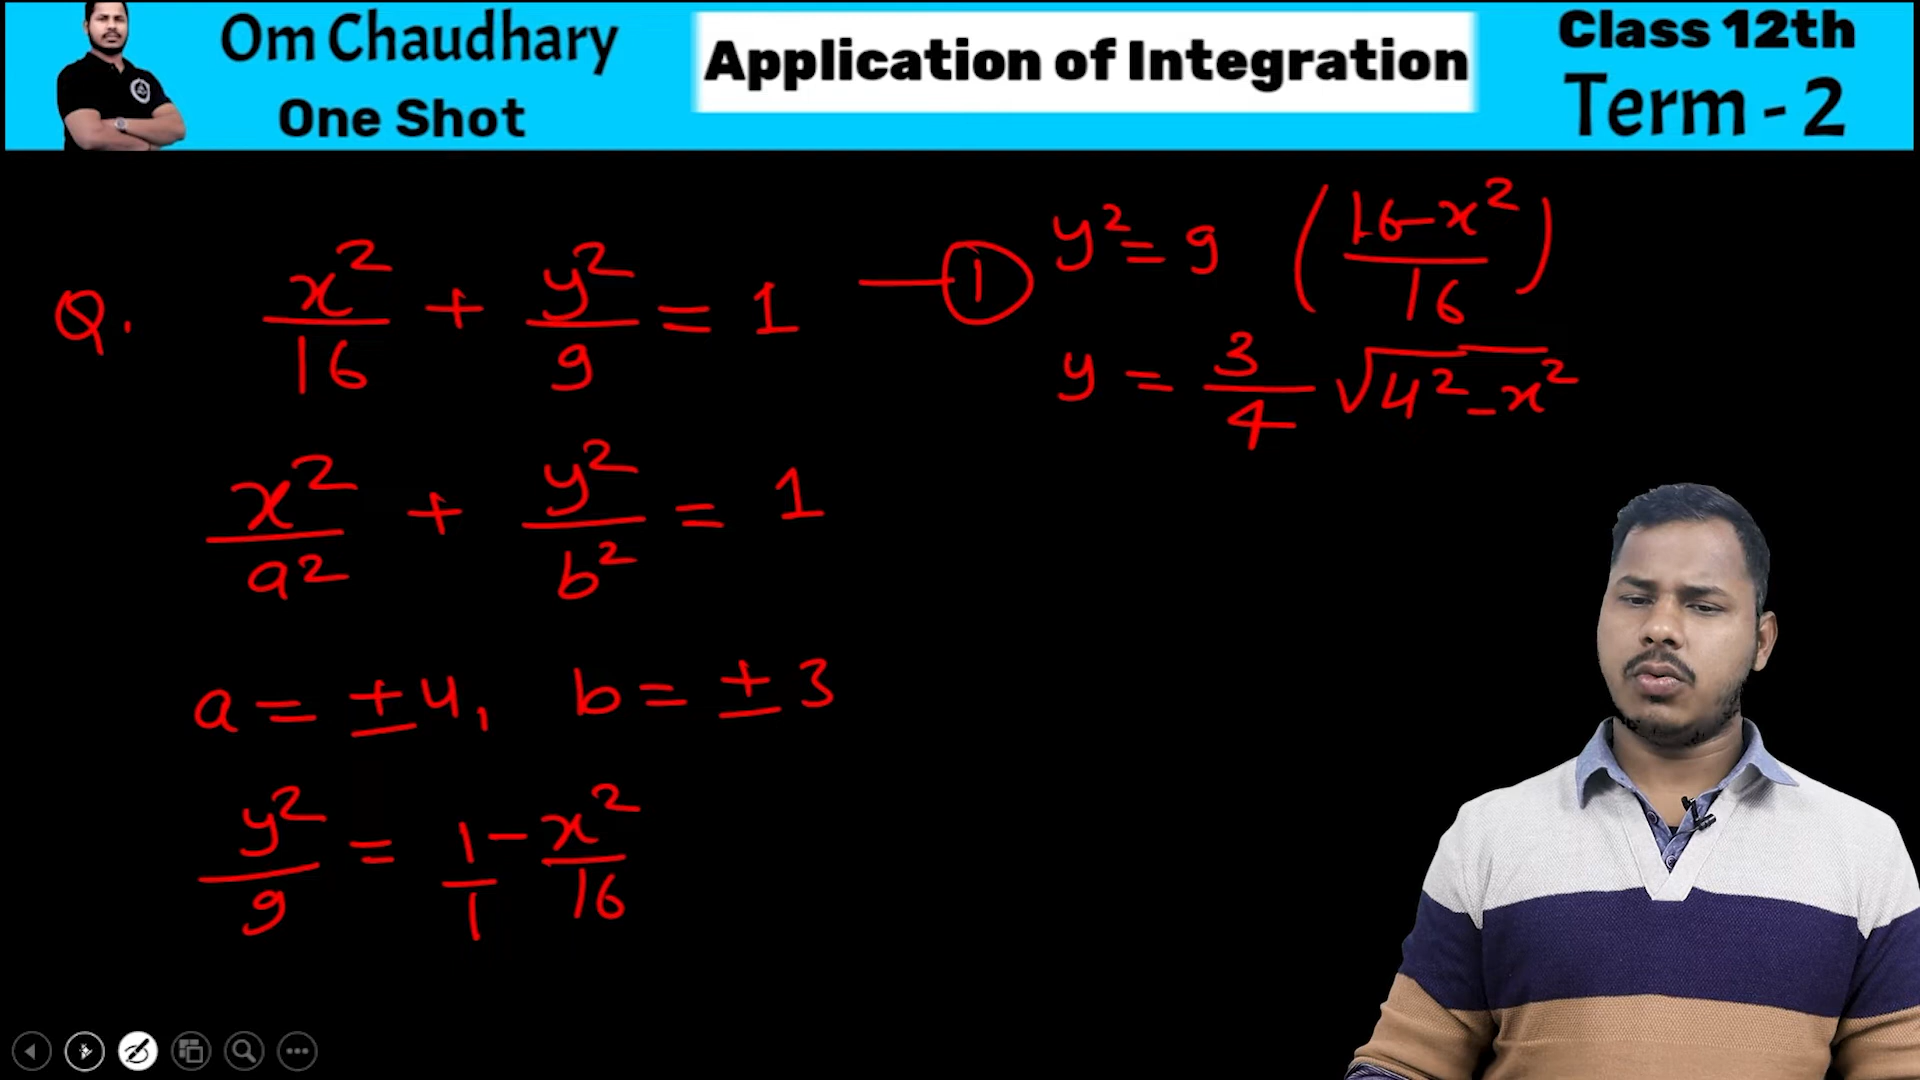 Om Chaudhary
One Shot
Application of Integration
Class 12th
Term - 2
Q. x²/16 + y²/9 = 1 —①
x²/a² + y²/b² = 1
a = ±4, b = ±3
y²/9 = 1/1 - x²/16
y² = 9 (16-x²/16)
y = 3/4 √4²-x²